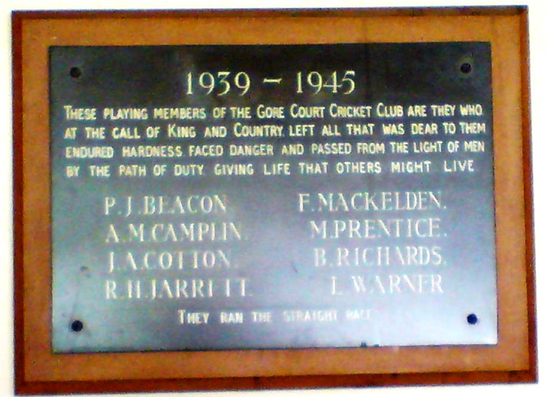 1939 – 1945
THESE PLAYING MEMBERS OF THE GORE COURT CRICKET CLUB ARE THEY WHO
AT THE CALL OF KING AND COUNTRY, LEFT ALL THAT WAS DEAR TO THEM
ENDURED HARDNESS FACED DANGER AND PASSED FROM THE LIGHT OF MEN
BY THE PATH OF DUTY GIVING LIFE THAT OTHERS MIGHT LIVE
P.J.BEACON. F.MACKELDEN.
A.M.CAMPLIN. M.PRENTICE.
J.A.COTTON. B.RICHARDS.
R.H.JARRETT. L.WARNER
THEY RAN THE STRAIGHT RACE